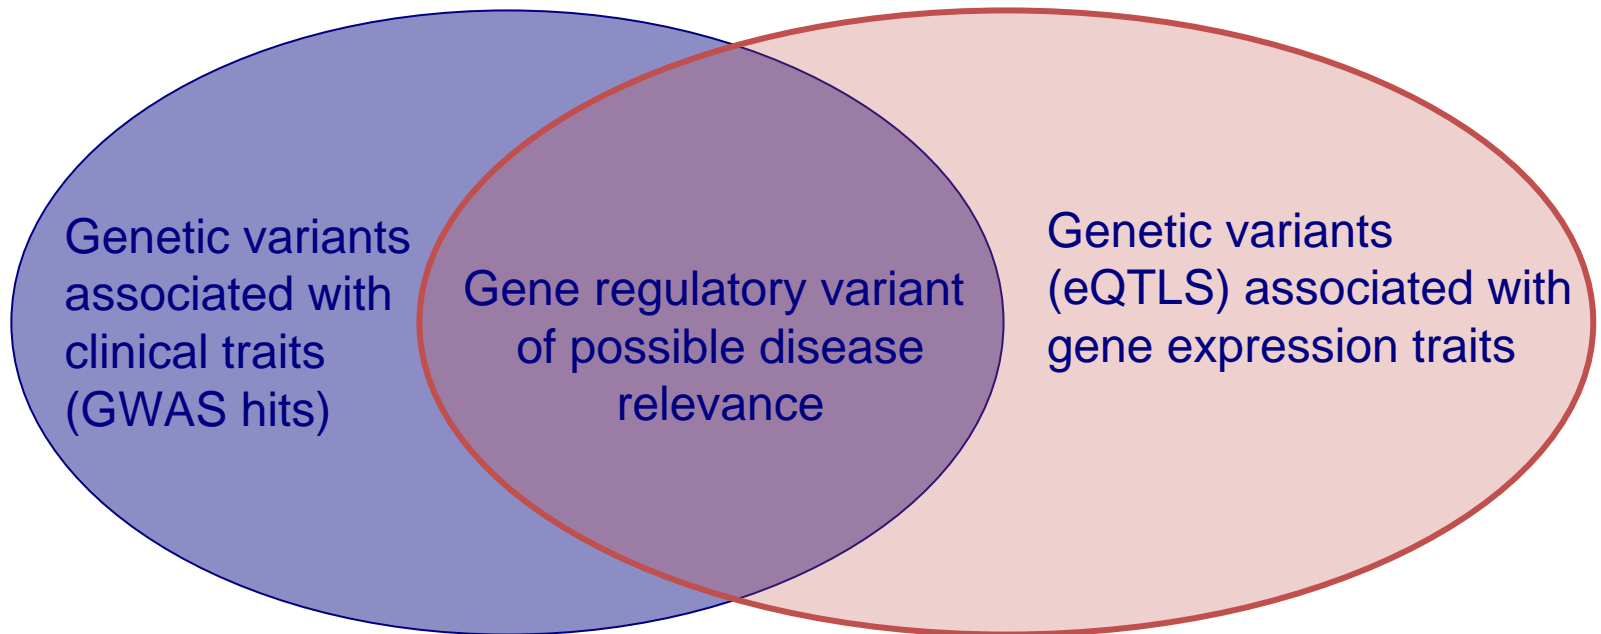 Genetic variants
associated with
clinical traits
(GWAS hits)
Gene regulatory variant
of possible disease
relevance
Genetic variants
(eQTLS) associated with
gene expression traits